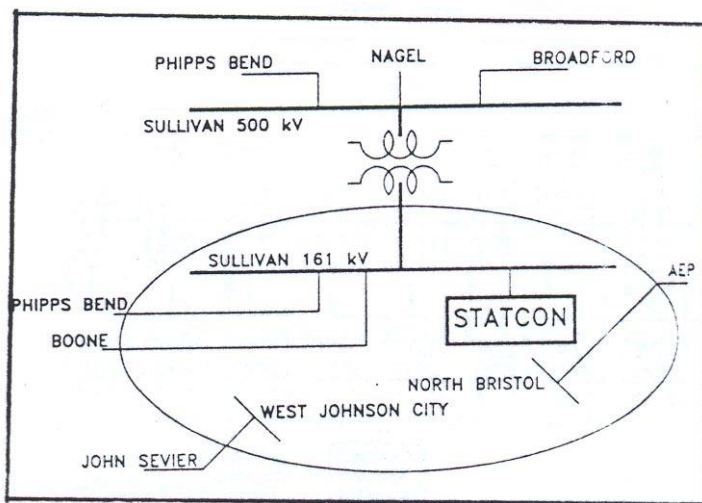 NAGEL
PHIPPS BEND
BROADFORD
SULLIVAN 500 kV
SULLIVAN 161 kV
AEP
PHIPPS BEND
STATCON
BOONE
NORTH BRISTOL
WEST JOHNSON CITY
JOHN SEVIER